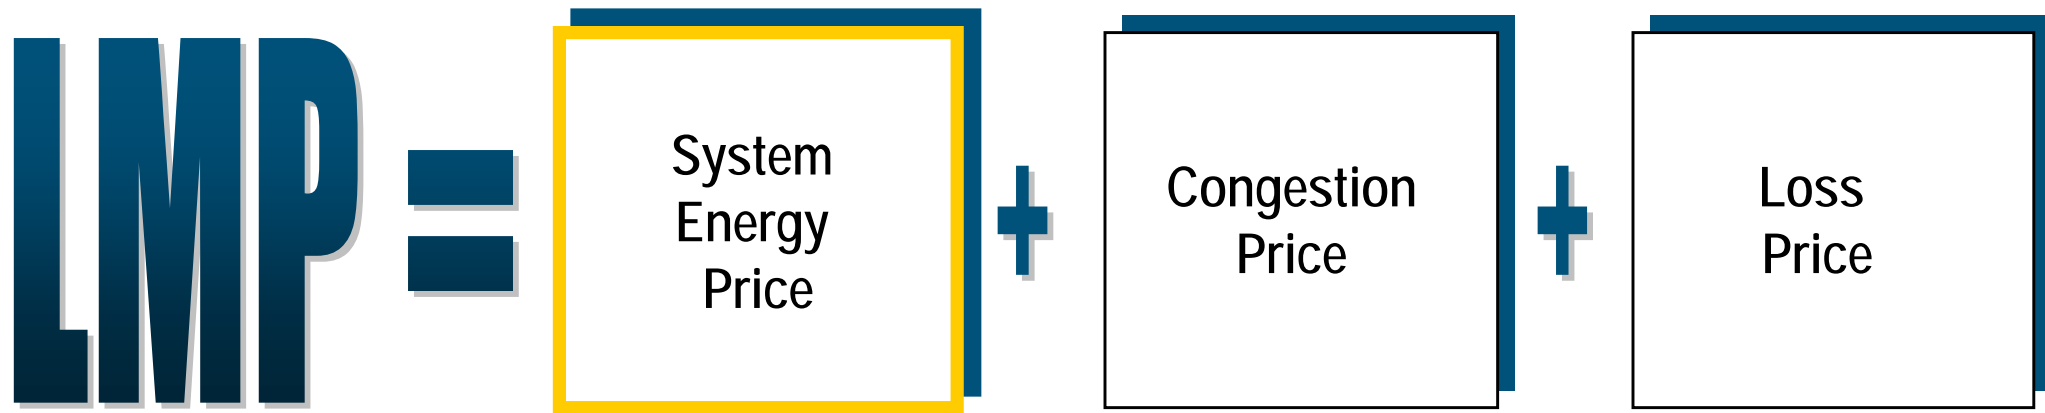 LMP = System
Energy
Price + Congestion
Price + Loss
Price